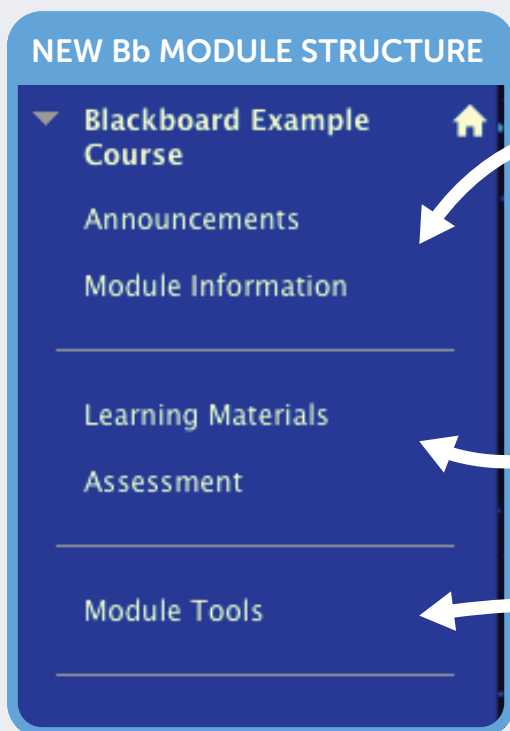 NEW Bb MODULE STRUCTURE
Blackboard Example
Course
Announcements
Module Information
Learning Materials
Assessment
Module Tools